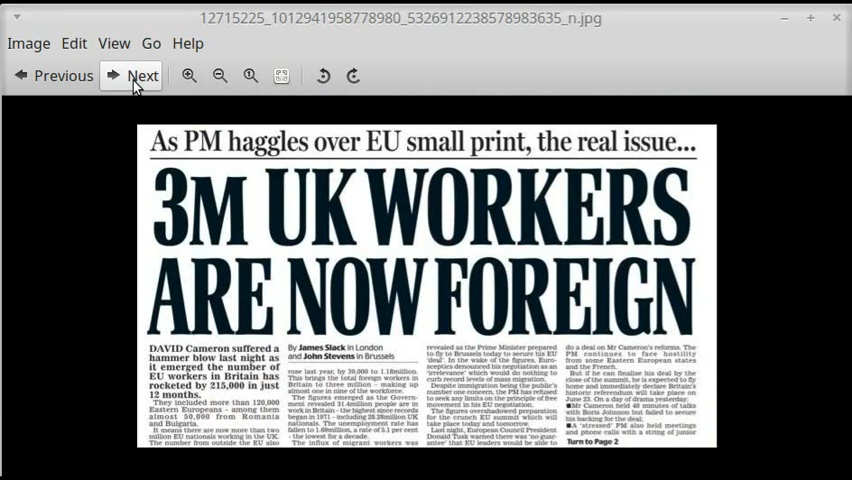 12715225_1012941958778980_5326912238578983635_n.jpg
Image Edit View Go Help
Previous Next
As PM haggles over EU small print, the real issue...
3M UK WORKERS
ARE NOW FOREIGN
DAVID Cameron suffered a
hammer blow last night as
it emerged the number of
EU workers in Britain has
rocketed by 215,000 in just
12 months.
They included more than 120,000
Eastern Europeans – among them
almost 50,000 from Romania
and Bulgaria.
It means there are now more than two
million EU nationals working in the UK.
The number from outside the EU also
By James Slack in London
and John Stevens in Brussels
rose last year, by 39,000 to 1.18million.
This brings the total foreign workers in
Britain to three million – making up
almost one in nine of the workforce.
The figures emerged as the Govern-
ment revealed 31.4million people are in
work in Britain – the highest since records
began in 1971 – including 28.28million UK
nationals. The unemployment rate has
fallen to 1.69million, a rate of 5.1 per cent
– the lowest for a decade.
The influx of migrant workers was
revealed as the Prime Minister prepared
to fly to Brussels today to secure his EU
'deal'. In the wake of the figures, Euro-
sceptics denounced his negotiation as an
'irrelevance' which would do nothing to
curb record levels of mass migration.
Despite immigration being the public's
number one concern, the PM has refused
to seek any limits on the principle of free
movement in his negotiation.
The figures overshadowed preparation
for the crunch EU summit which will
take place today and tomorrow.
Last night, European Council President
Donald Tusk warned there was 'no guar-
antee' that EU leaders would be able to
do a deal on Mr Cameron's reforms. The
PM continues to face hostility
from some Eastern European states
and the French.
But if he can finalise his deal by the
close of the summit, he is expected to fly
home and immediately declare Britain's
historic referendum will take place on
June 23. On a day of drama yesterday:
■Mr Cameron held 40 minutes of talks
with Boris Johnson but failed to secure
his backing for the deal;
■A 'stressed' PM also held meetings
and phone calls with a string of junior
Turn to Page 2